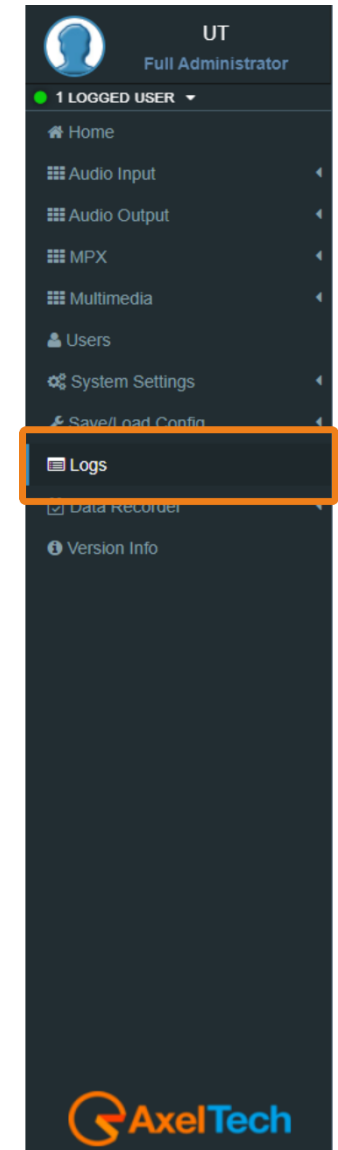 UT
Full Administrator
1 LOGGED USER
Home
Audio Input
Audio Output
MPX
Multimedia
Users
System Settings
Save/Load Config
Logs
Data Recorder
Version Info
AxelTech